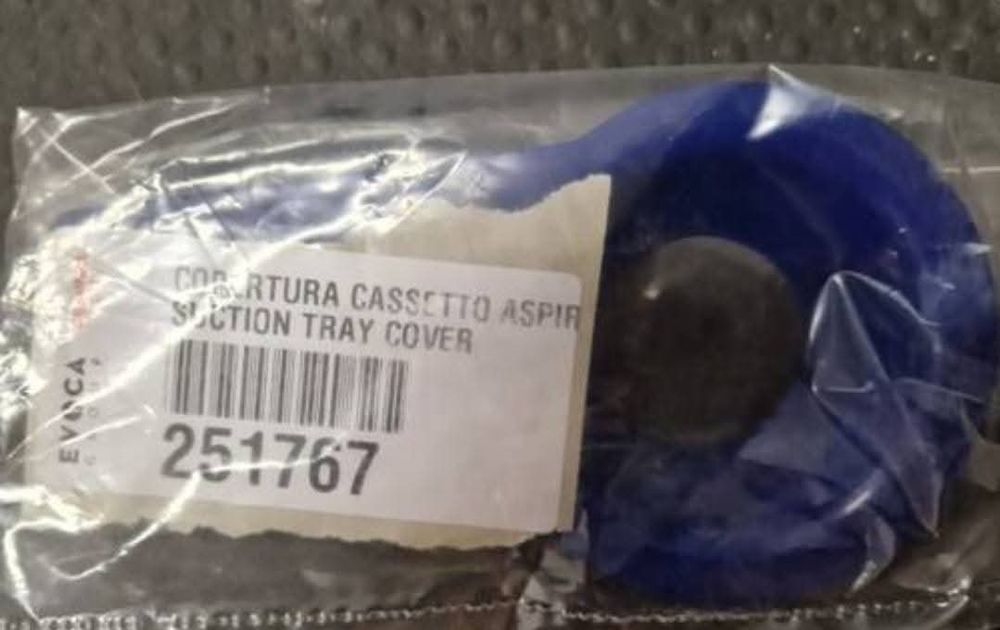 COPERTURA CASSETTO ASPIR
SUCTION TRAY COVER
251767
EVOCA